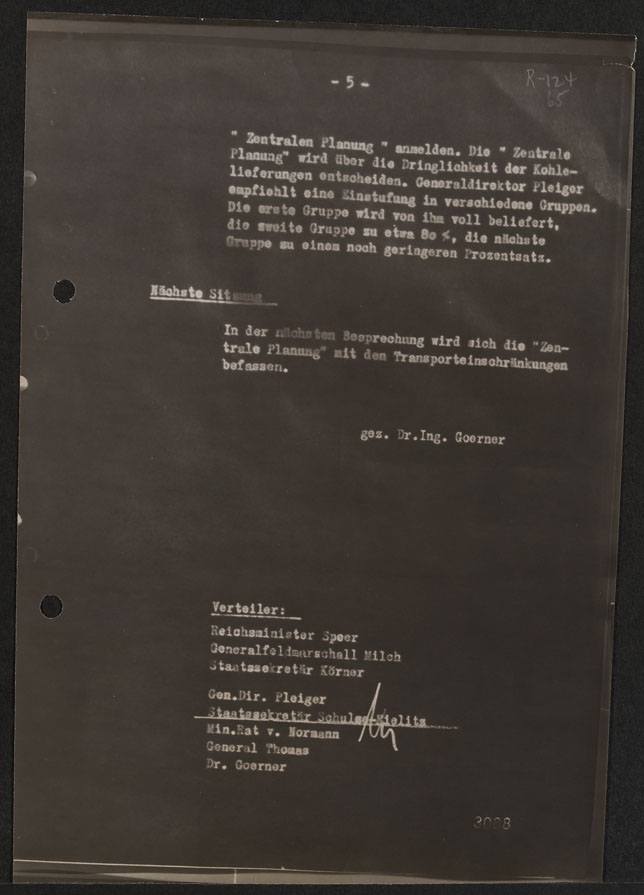 - 5 -
R-124
65
" Zentralen Planung " anmelden. Die " Zentrale
Planung" wird über die Dringlichkeit der Kohle-
lieferungen entscheiden. Generaldirektor Pleiger
empfiehlt eine Einstufung in verschiedene Gruppen.
Die erste Gruppe wird von ihm voll beliefert,
die zweite Gruppe zu etwa 80 %, die nächste
Gruppe zu einem noch geringeren Prozentsatz.
Nächste Sitzung
In der nächsten Besprechung wird sich die "Zen-
trale Planung" mit den Transporteinschränkungen
befassen.
gez. Dr.Ing. Goerner
Verteiler:
Reichsminister Speer
Generalfeldmarschall Milch
Staatssekretär Körner
Gen.Dir. Pleiger
Staatssekretär Schulze-Fielitz
Min.Rat v. Normann
General Thomas
Dr. Goerner